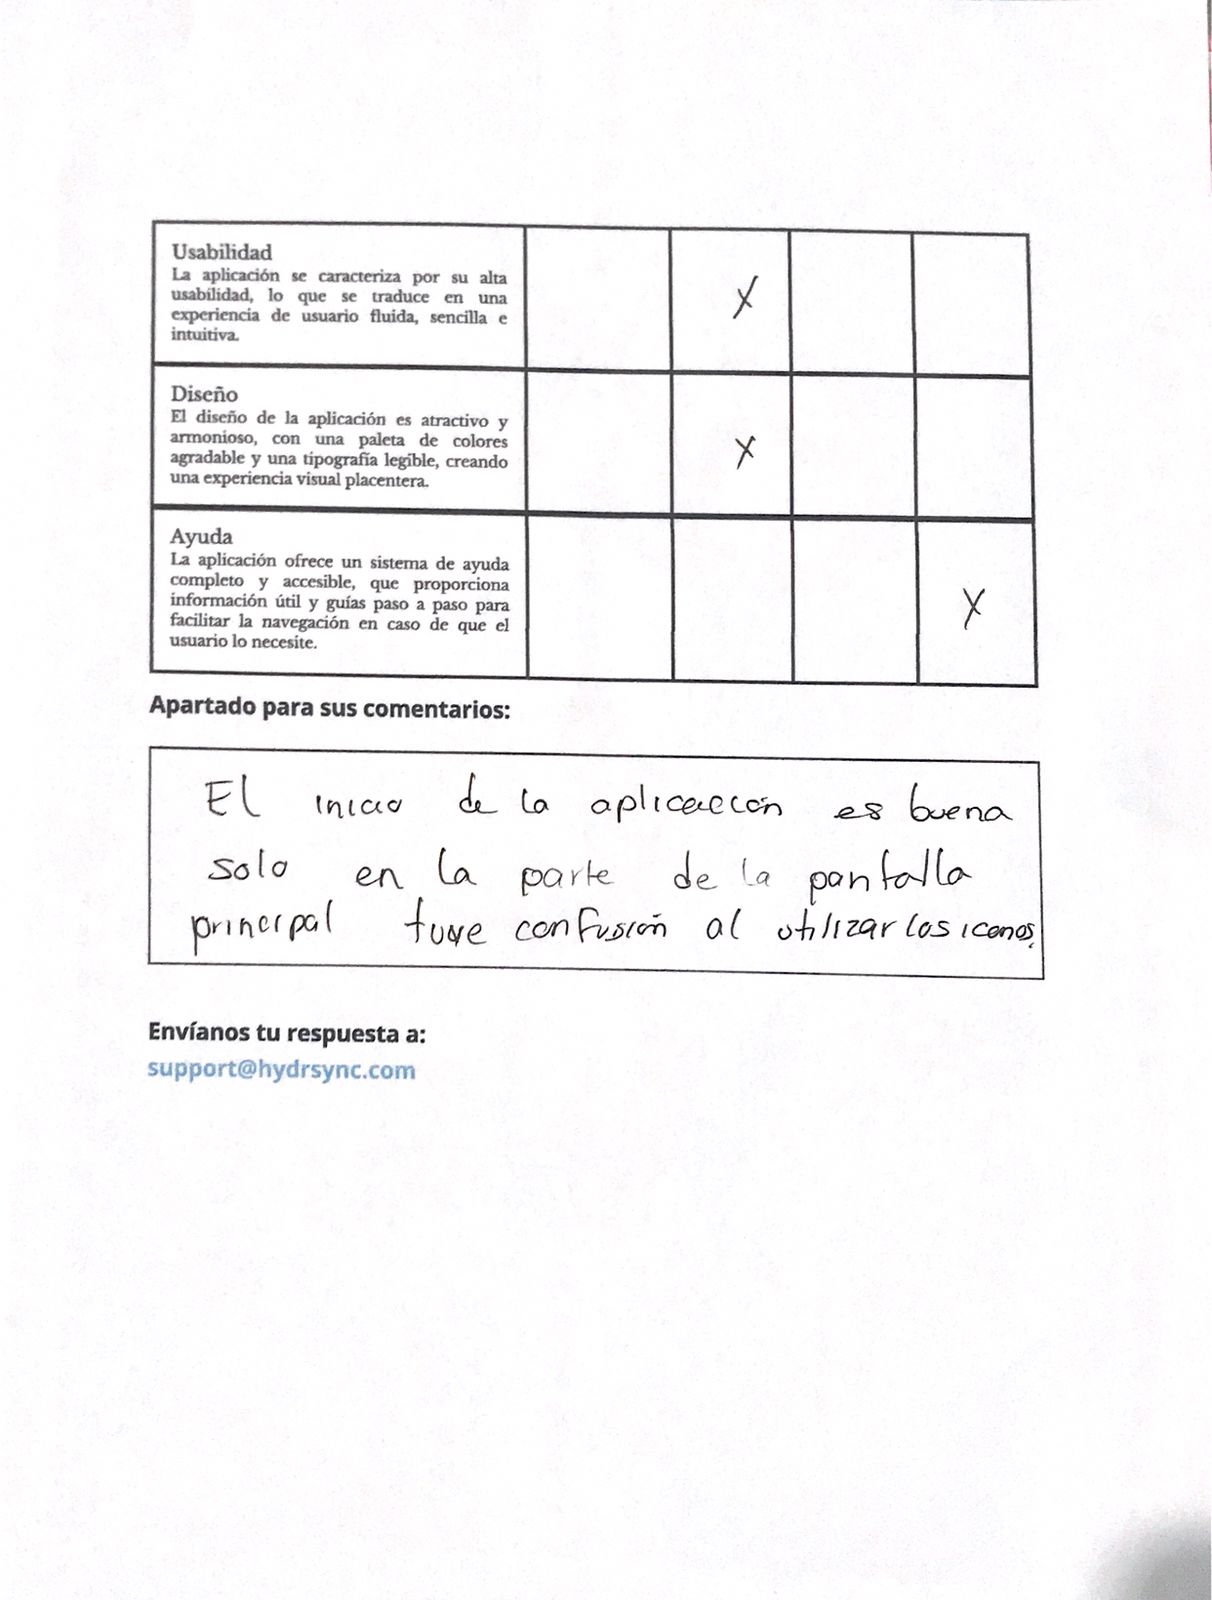 Usabilidad
La aplicación se caracteriza por su alta
usabilidad, lo que se traduce en una
experiencia de usuario fluida, sencilla e
intuitiva.
X
Diseño
El diseño de la aplicación es atractivo y
armonioso, con una paleta de colores
agradable y una tipografía legible, creando
una experiencia visual placentera.
X
Ayuda
La aplicación ofrece un sistema de ayuda
completo y accesible, que proporciona
información útil y guías paso a paso para
facilitar la navegación en caso de que el
usuario lo necesite.
X
Apartado para sus comentarios:
El inicio de la aplicacción es buena
solo en la parte de la pantalla
principal tuve confusión al utilizar los iconos.
Envíanos tu respuesta a:
support@hydrsync.com